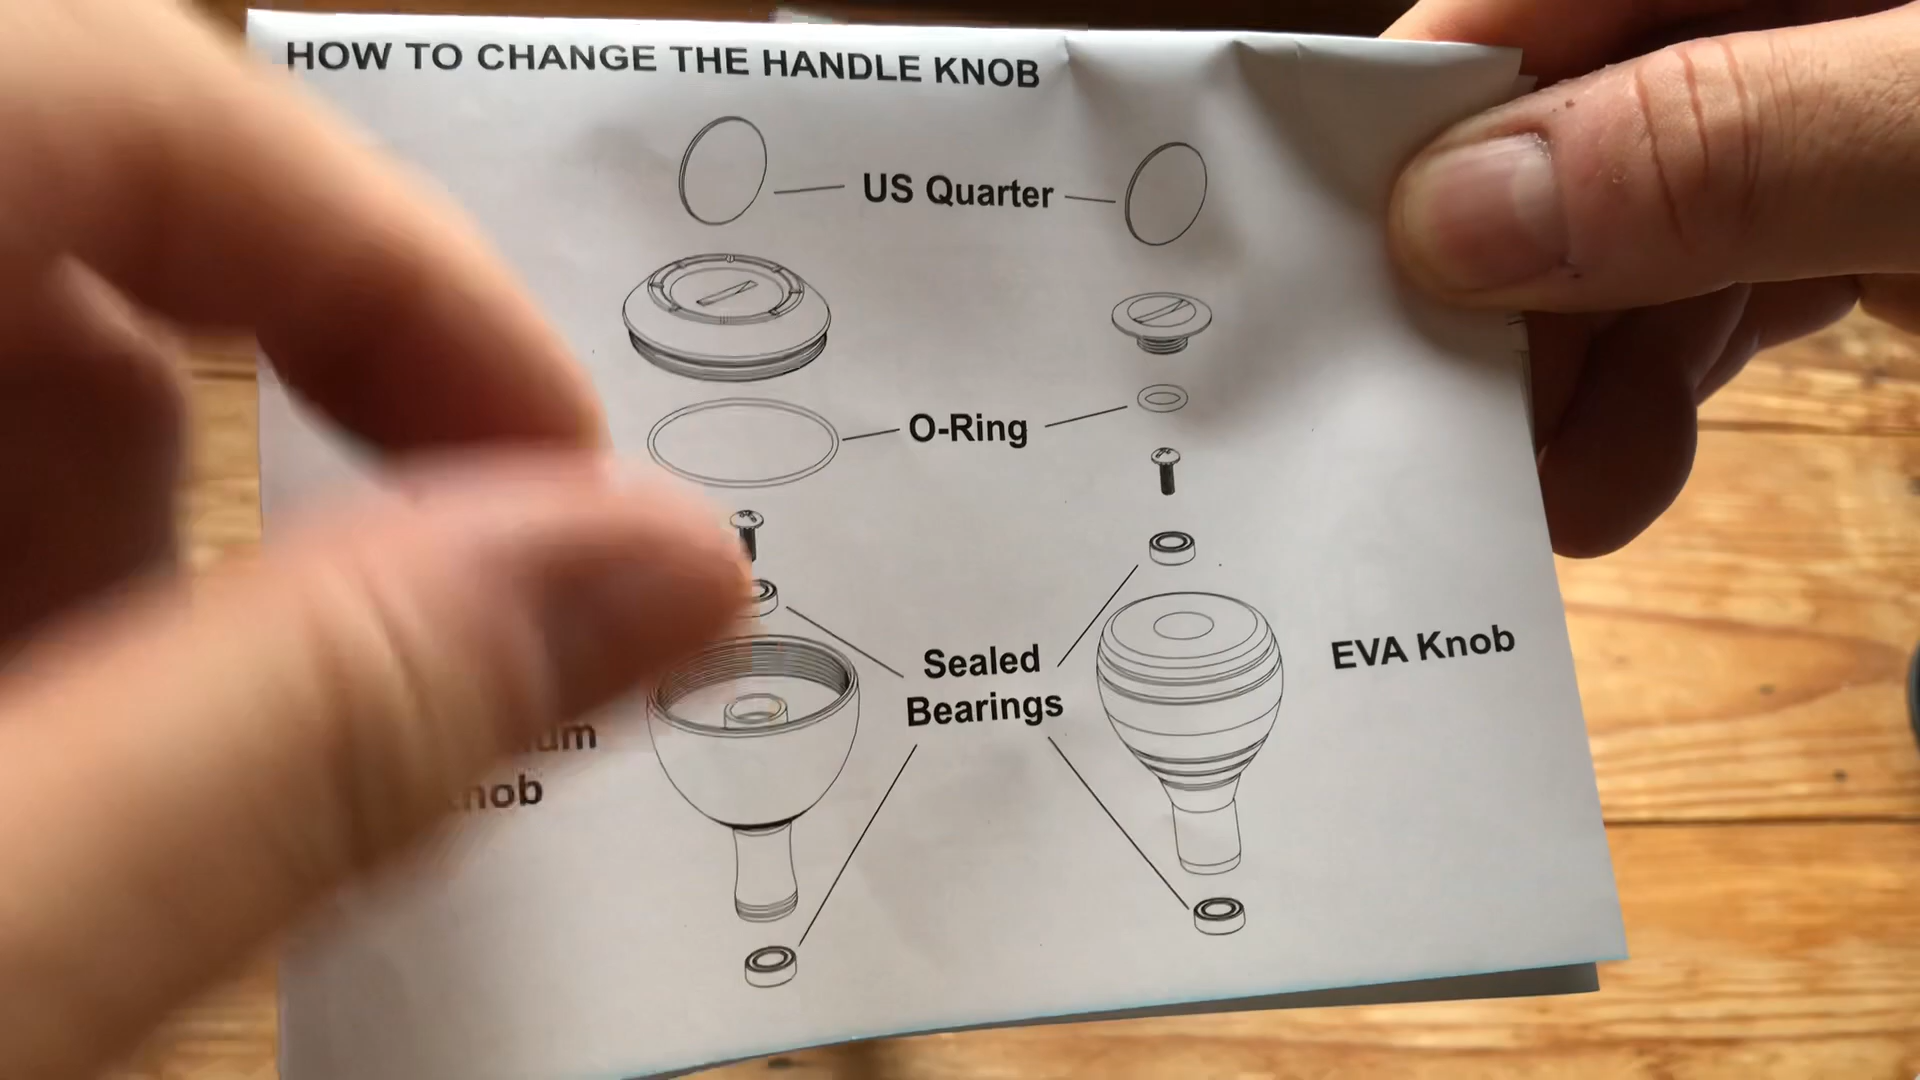 HOW TO CHANGE THE HANDLE KNOB
US Quarter
O-Ring
Sealed
Bearings
EVA Knob